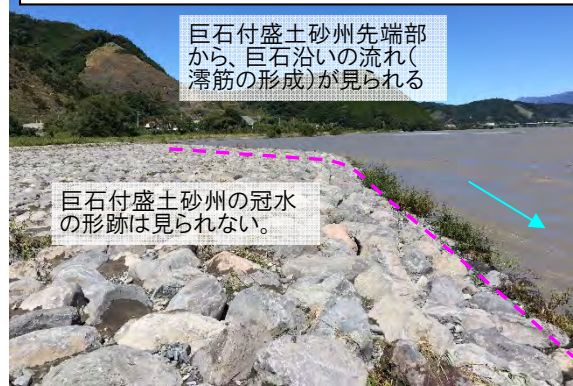 巨石付盛土砂州先端部
から、巨石沿いの流れ(
澪筋の形成)が見られる
巨石付盛土砂州の冠水
の形跡は見られない。